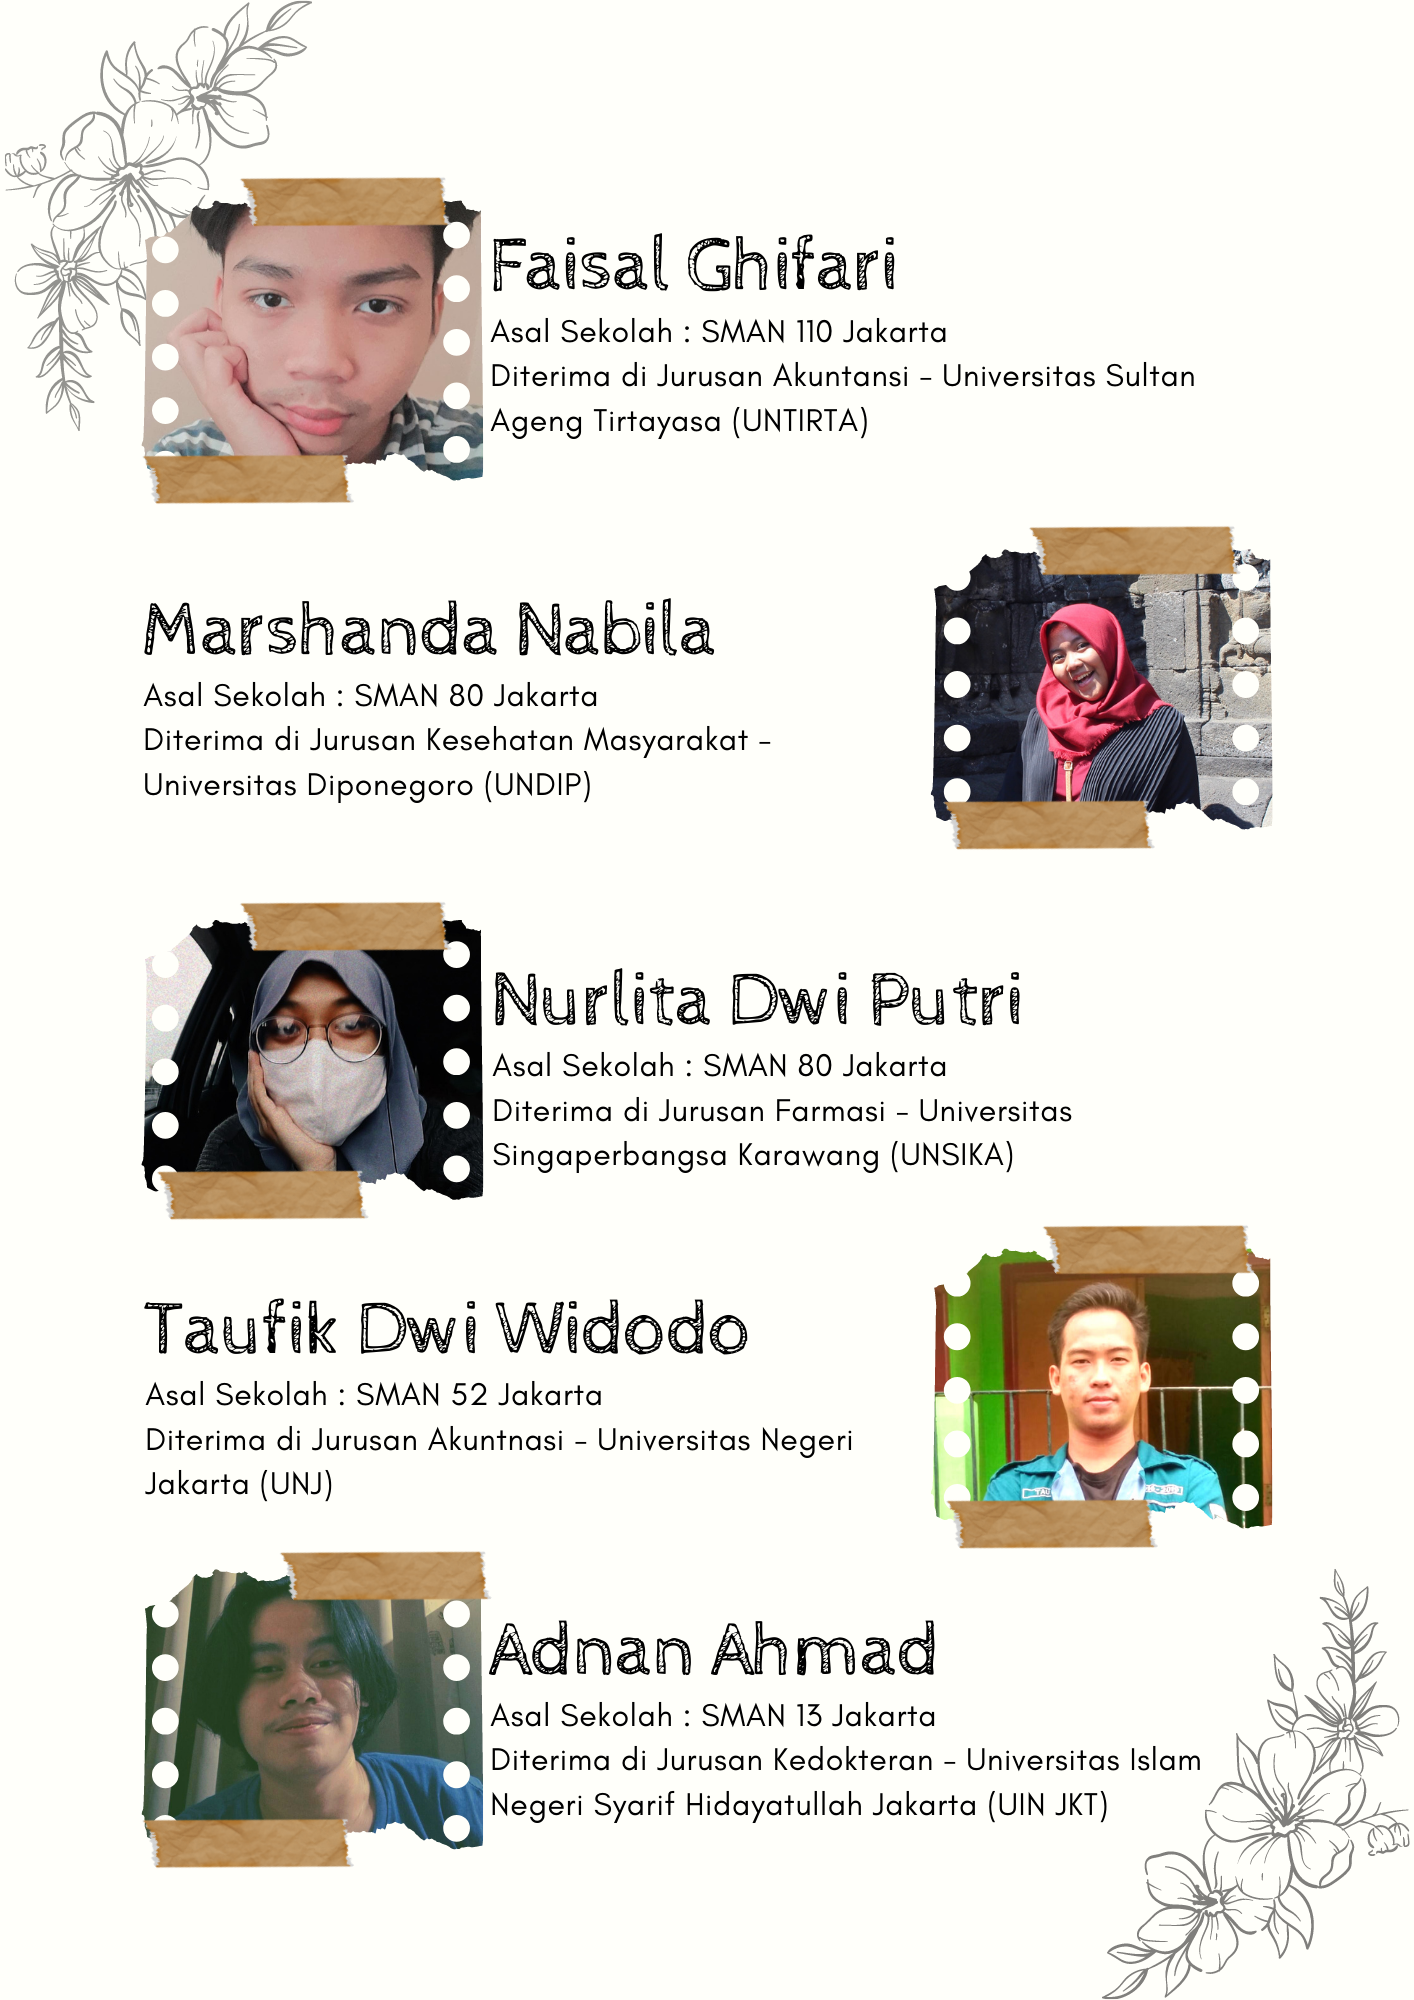 Faisal Ghifari
Asal Sekolah : SMAN 110 Jakarta
Diterima di Jurusan Akuntansi - Universitas Sultan
Ageng Tirtayasa (UNTIRTA)
Marshanda Nabila
Asal Sekolah : SMAN 80 Jakarta
Diterima di Jurusan Kesehatan Masyarakat -
Universitas Diponegoro (UNDIP)
Nurlita Dwi Putri
Asal Sekolah : SMAN 80 Jakarta
Diterima di Jurusan Farmasi - Universitas
Singaperbangsa Karawang (UNSIKA)
Taufik Dwi Widodo
Asal Sekolah : SMAN 52 Jakarta
Diterima di Jurusan Akuntnasi - Universitas Negeri
Jakarta (UNJ)
TAU
Adnan Ahmad
Asal Sekolah : SMAN 13 Jakarta
Diterima di Jurusan Kedokteran - Universitas Islam
Negeri Syarif Hidayatullah Jakarta (UIN JKT)